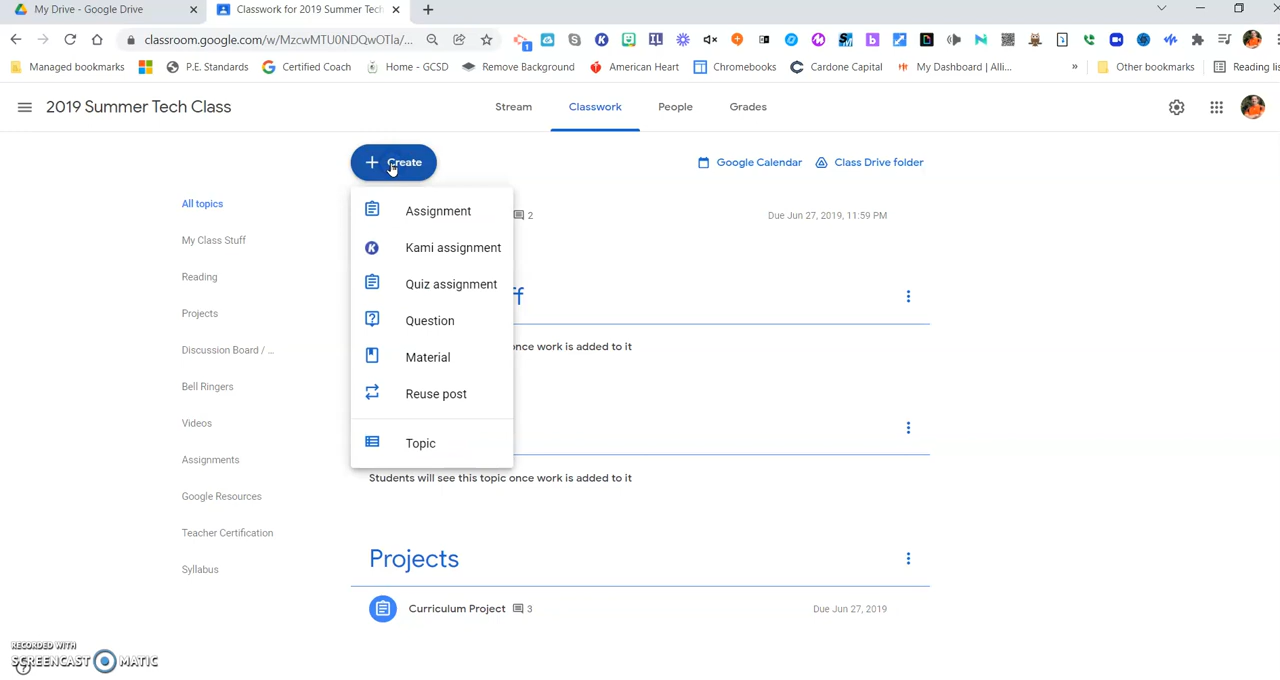 My Drive - Google Drive
Classwork for 2019 Summer Tech
classroom.google.com/w/MzcwMTU0NDQwOTIa/...
Managed bookmarks
P.E. Standards
Certified Coach
Home - GCSD
Remove Background
American Heart
Chromebooks
Cardone Capital
My Dashboard | Alli...
»
Other bookmarks
Reading lis
2019 Summer Tech Class
Stream
Classwork
People
Grades
+ Create
Google Calendar
Class Drive folder
All topics
My Class Stuff
Reading
Projects
Discussion Board / ...
Bell Ringers
Videos
Assignments
Google Resources
Teacher Certification
Syllabus
Assignment
Kami assignment
Quiz assignment
Question
Material
Reuse post
Topic
2
Due Jun 27, 2019, 11:59 PM
ff
once work is added to it
Students will see this topic once work is added to it
Projects
Curriculum Project
3
Due Jun 27, 2019
RECORDED WITH
SCREENCAST MATIC